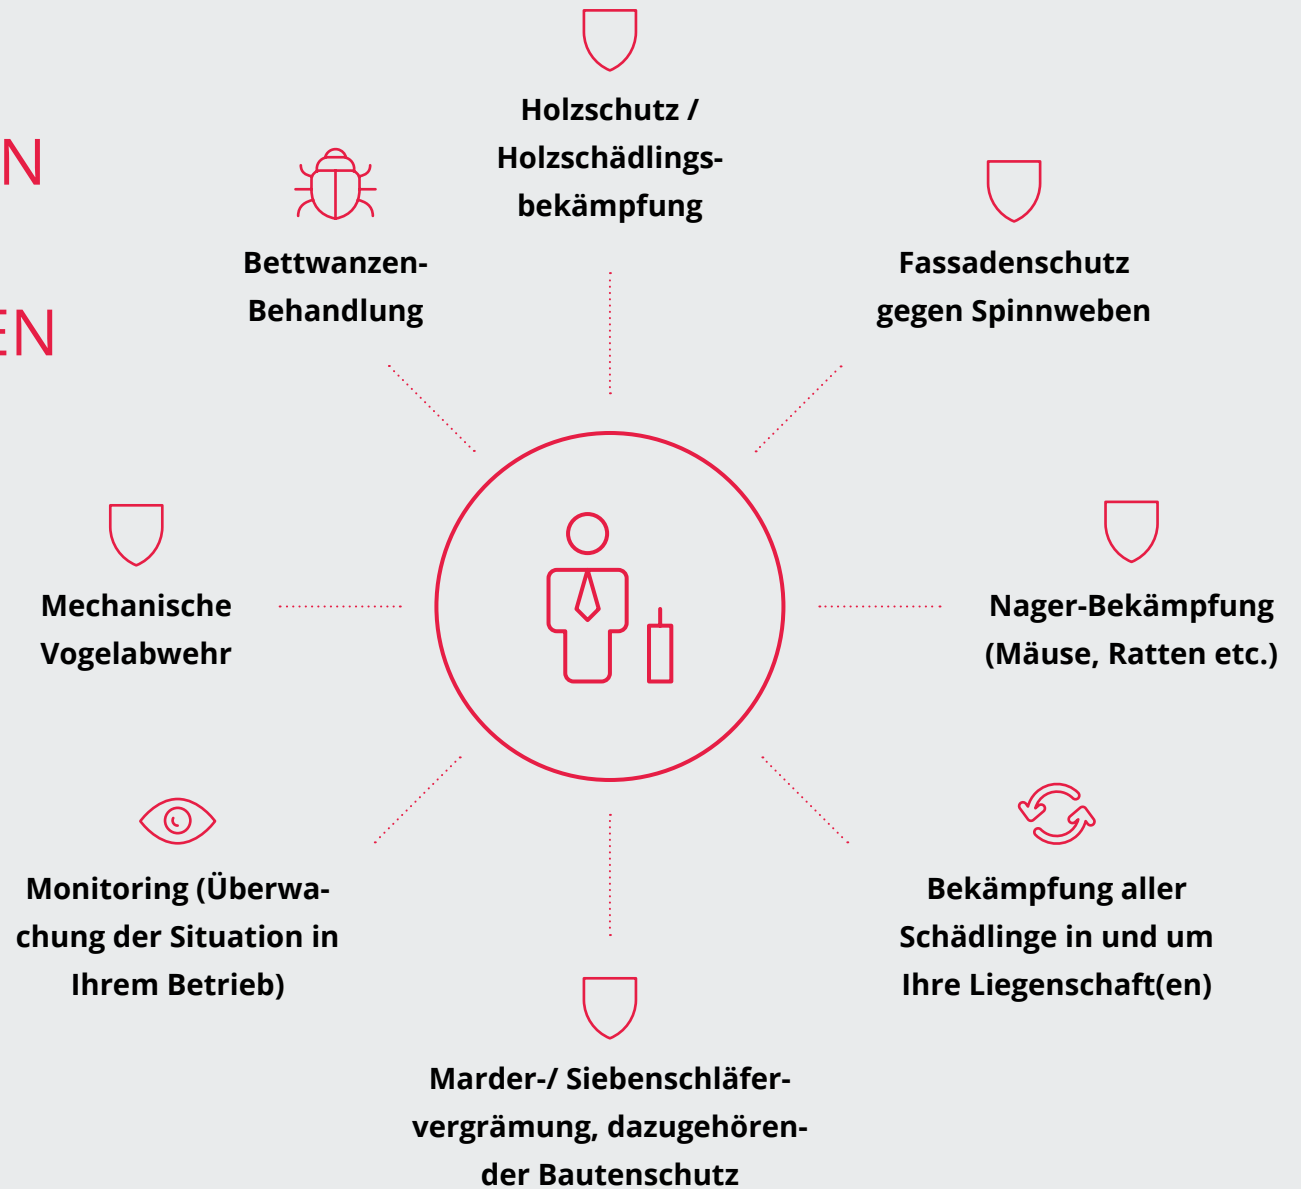 Holzschutz /
Holzschädlings-
bekämpfung
N
EN
Bettwanzen-
Behandlung
Fassadenschutz
gegen Spinnweben
Mechanische
Vogelabwehr
Nager-Bekämpfung
(Mäuse, Ratten etc.)
Monitoring (Überwa-
chung der Situation in
Ihrem Betrieb)
Bekämpfung aller
Schädlinge in und um
Ihre Liegenschaft(en)
Marder-/ Siebenschläfer-
vergrämung, dazugehören-
der Bautenschutz